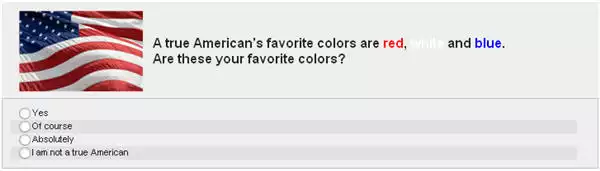 A true American's favorite colors are red, white and blue.
Are these your favorite colors?
Yes
Of course
Absolutely
I am not a true American